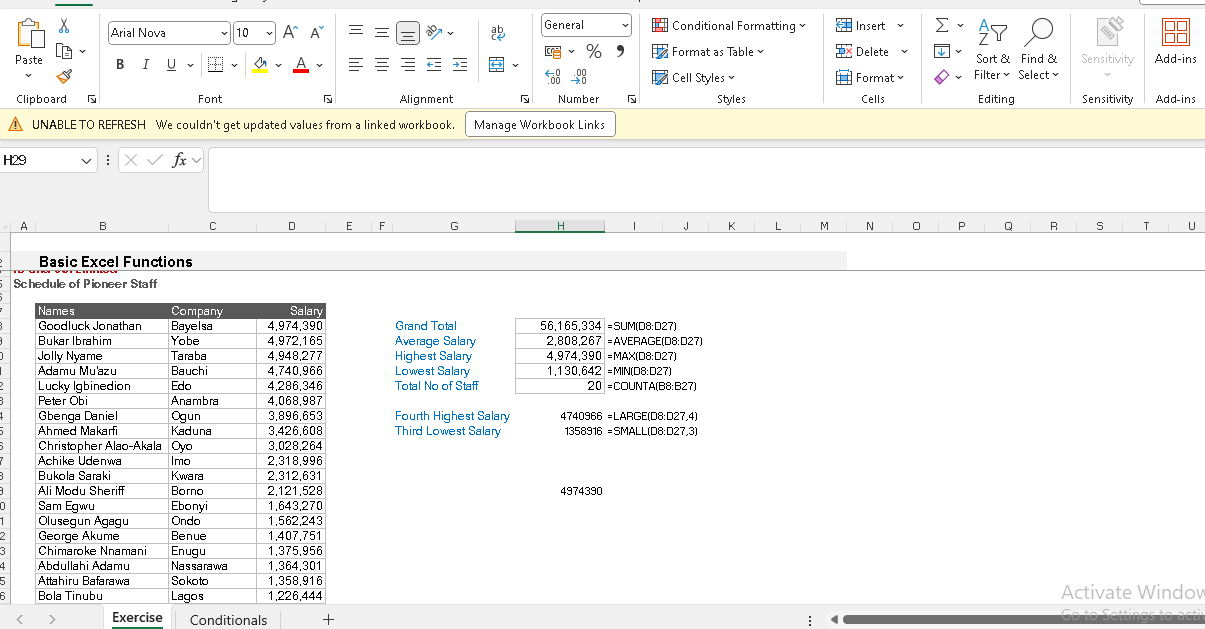 Arial Nova 10 ab General Conditional Formatting Insert Σ A Z
Paste B I U A % 9 Format as Table Delete Sort & Find & Sensitivity Add-ins
.00 .00 Cell Styles Format Filter Select
Clipboard Font Alignment Number Styles Cells Editing Sensitivity Add-ins
UNABLE TO REFRESH We couldn't get updated values from a linked workbook. Manage Workbook Links
H29 fx
A B C D E F G H I J K L M N O P Q R S T U
Basic Excel Functions
Schedule of Pioneer Staff
Names Company Salary
Goodluck Jonathan Bayelsa 4,974,390 Grand Total 56,165,334 =SUM(D8:D27)
Bukar Ibrahim Yobe 4,972,165 Average Salary 2,808,267 =AVERAGE(D8:D27)
Jolly Nyame Taraba 4,948,277 Highest Salary 4,974,390 =MAX(D8:D27)
Adamu Mu'azu Bauchi 4,740,966 Lowest Salary 1,130,642 =MIN(D8:D27)
Lucky Igbinedion Edo 4,286,346 Total No of Staff 20 =COUNTA(B8:B27)
Peter Obi Anambra 4,068,987
Gbenga Daniel Ogun 3,896,653 Fourth Highest Salary 4740966 =LARGE(D8:D27,4)
Ahmed Makarfi Kaduna 3,426,608 Third Lowest Salary 1358916 =SMALL(D8:D27,3)
Christopher Alao-Akala Oyo 3,028,264
Achike Udenwa Imo 2,318,996
Bukola Saraki Kwara 2,312,631
Ali Modu Sheriff Borno 2,121,528 4974390
Sam Egwu Ebonyi 1,643,270
Olusegun Agagu Ondo 1,562,243
George Akume Benue 1,407,751
Chimaroke Nnamani Enugu 1,375,956
Abdullahi Adamu Nassarawa 1,364,301
Attahiru Bafarawa Sokoto 1,358,916
Bola Tinubu Lagos 1,226,444
Activate Window
Go to Settings to activ
Exercise Conditionals +